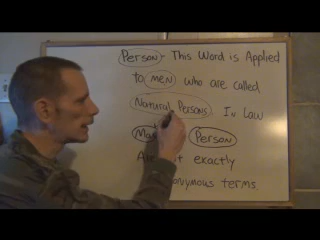 Person - This Word is Applied
to men who are called
Natural Persons. In Law
Person
exactly
terms.